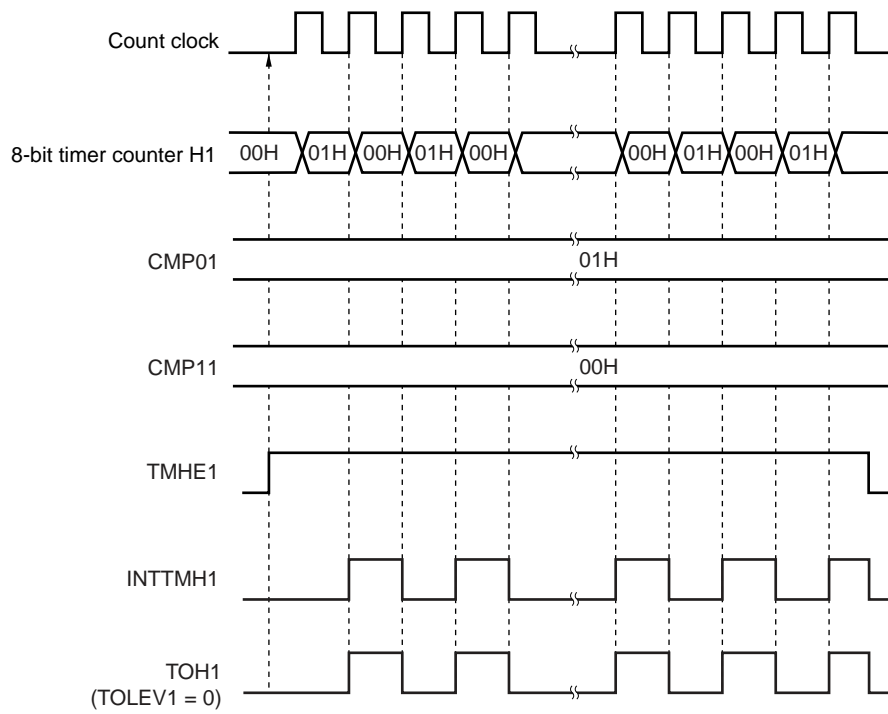 Count clock
8-bit timer counter H1 00H 01H 00H 01H 00H 00H 01H 00H 01H
CMP01 01H
CMP11 00H
TMHE1
INTTMH1
TOH1
(TOLEV1 = 0)